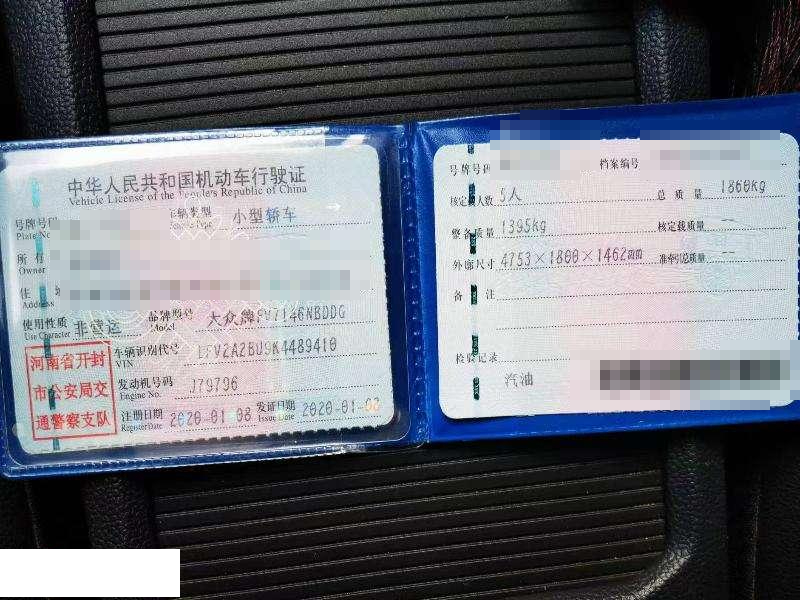 中华人民共和国机动车行驶证
Vehicle License of the People's Republic of China
号牌号码
Plate No
车辆类型 小型轿车
所有
Owner
住
Address
使用性质 非营运
Use Character
品牌型号 大众牌FV7146NBDDG
Model
车辆识别代号 LFV2A2BU9K4489410
VIN
发动机号码 J79796
Engine No.
注册日期 2020-01-08
Register Date
发证日期 2020-01-08
Issue Date
河南省开封
市公安局交
通警察支队
号牌号码
档案编号
核定载人数 5人
总质量 1860kg
整备质量 1395kg
核定载质量 --
外廓尺寸 4753×1800×1462mm
准牵引总质量 --
备注
检验记录
汽油